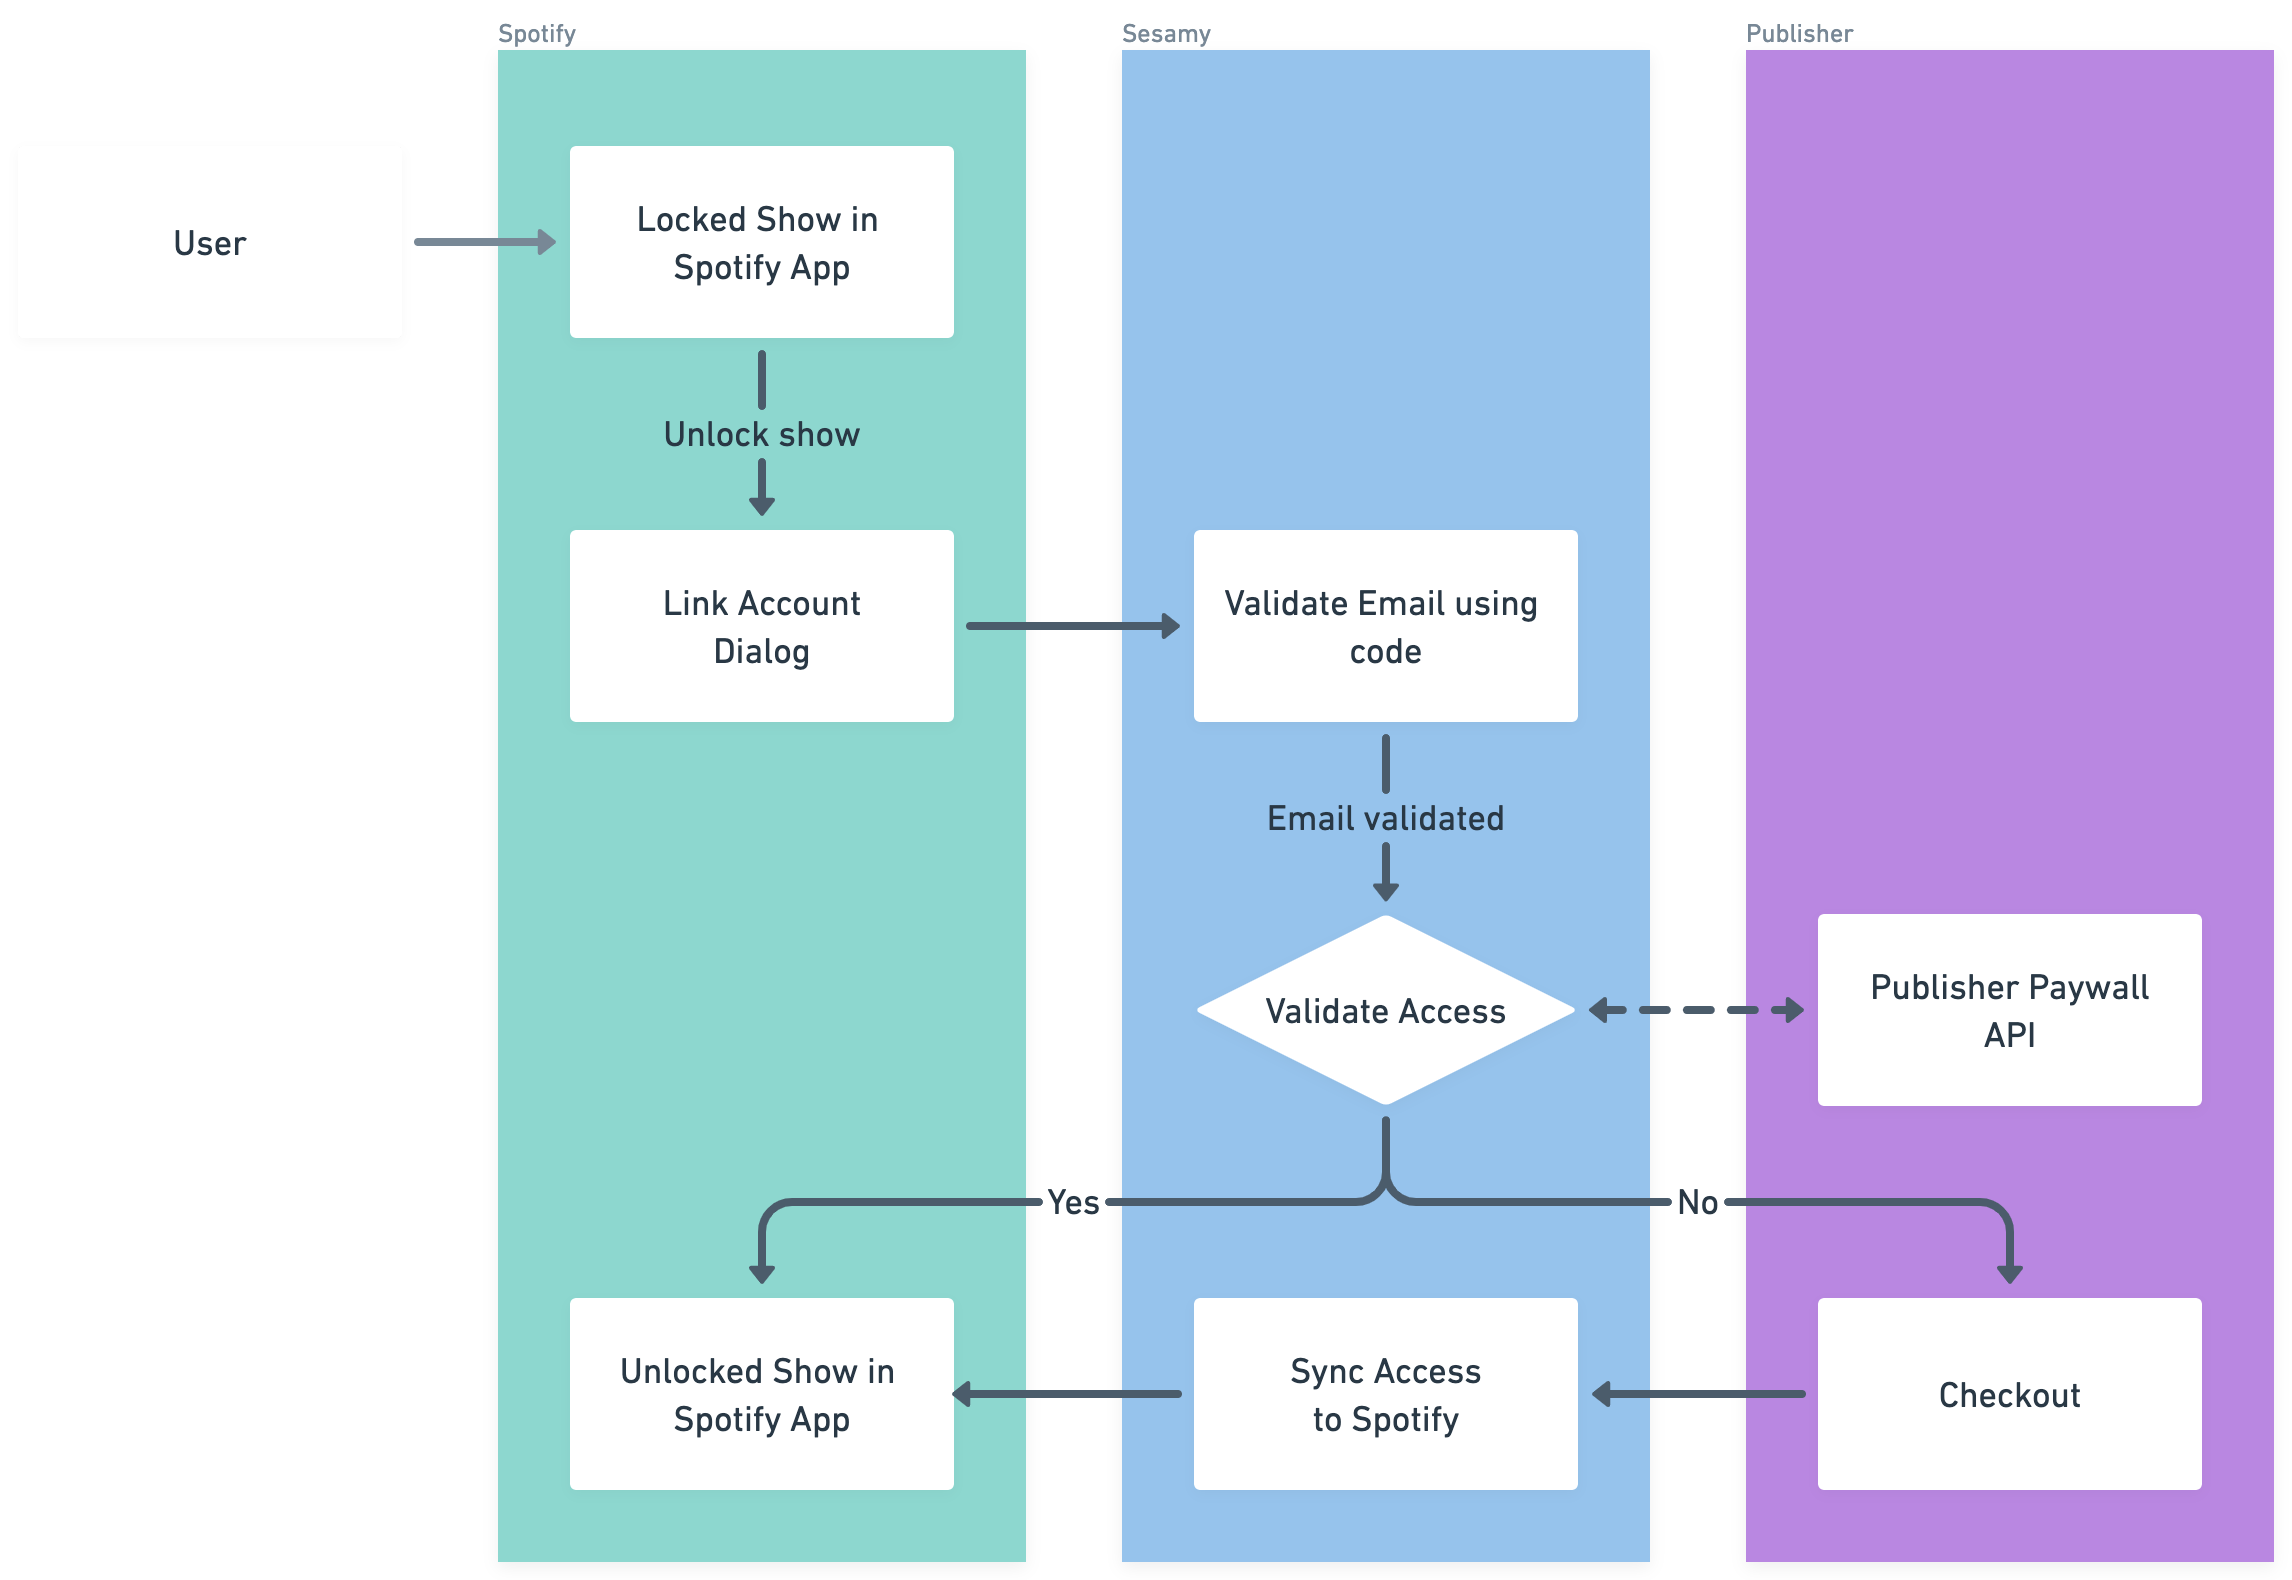 Spotify
Sesamy
Publisher
User
Locked Show in
Spotify App
Unlock show
Link Account
Dialog
Validate Email using
code
Email validated
Validate Access
Publisher Paywall
API
Yes
No
Unlocked Show in
Spotify App
Sync Access
to Spotify
Checkout